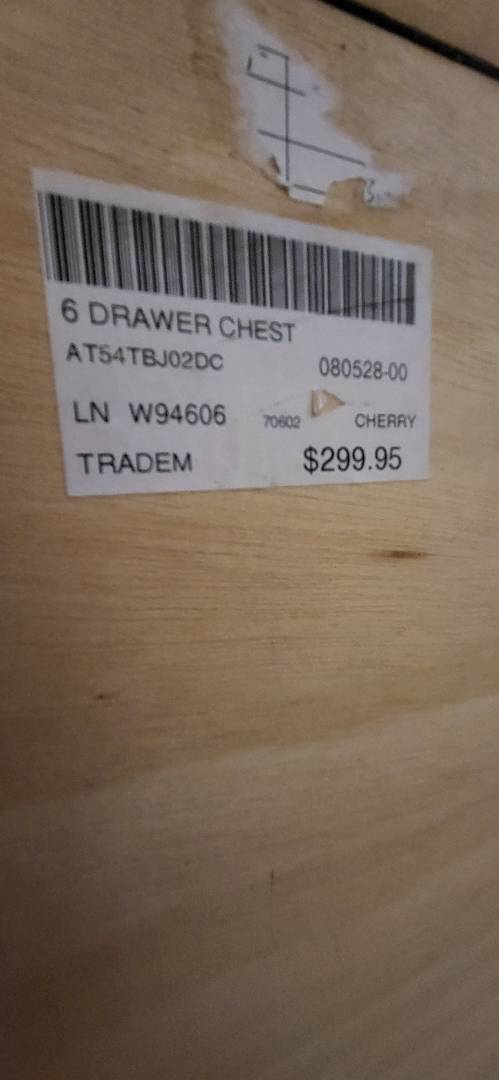 6 DRAWER CHEST
AT54TBJ02DC 080528-00
LN W94606 70602 CHERRY
TRADEM $299.95